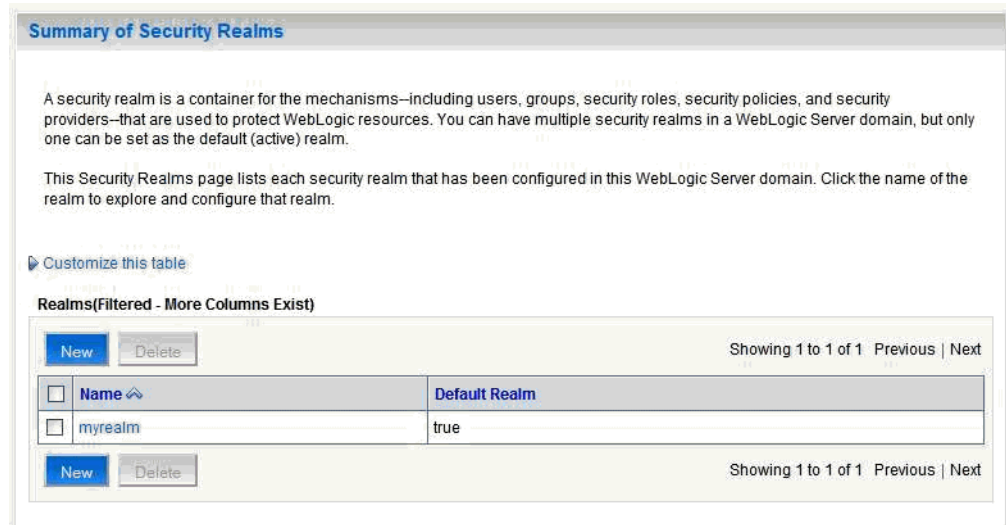 Summary of Security Realms
A security realm is a container for the mechanisms--including users, groups, security roles, security policies, and security
providers--that are used to protect WebLogic resources. You can have multiple security realms in a WebLogic Server domain, but only
one can be set as the default (active) realm.
This Security Realms page lists each security realm that has been configured in this WebLogic Server domain. Click the name of the
realm to explore and configure that realm.
Customize this table
Realms(Filtered - More Columns Exist)
New Delete Showing 1 to 1 of 1 Previous | Next
Name Default Realm
myrealm true
New Delete Showing 1 to 1 of 1 Previous | Next